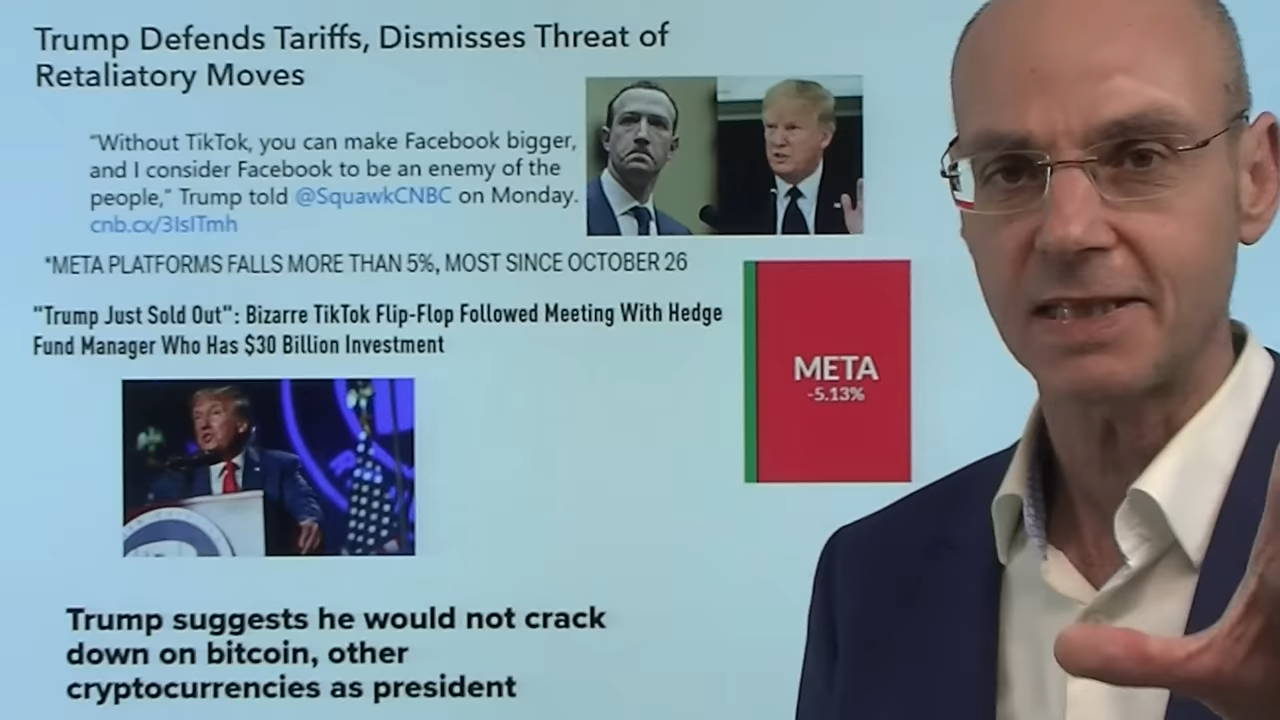 Trump Defends Tariffs, Dismisses Threat of
Retaliatory Moves
"Without TikTok, you can make Facebook bigger,
and I consider Facebook to be an enemy of the
people," Trump told @SquawkCNBC on Monday.
cnb.cx/3IsITmh
*META PLATFORMS FALLS MORE THAN 5%, MOST SINCE OCTOBER 26
"Trump Just Sold Out": Bizarre TikTok Flip-Flop Followed Meeting With Hedge
Fund Manager Who Has $30 Billion Investment
META
-5.13%
Trump suggests he would not crack
down on bitcoin, other
cryptocurrencies as president